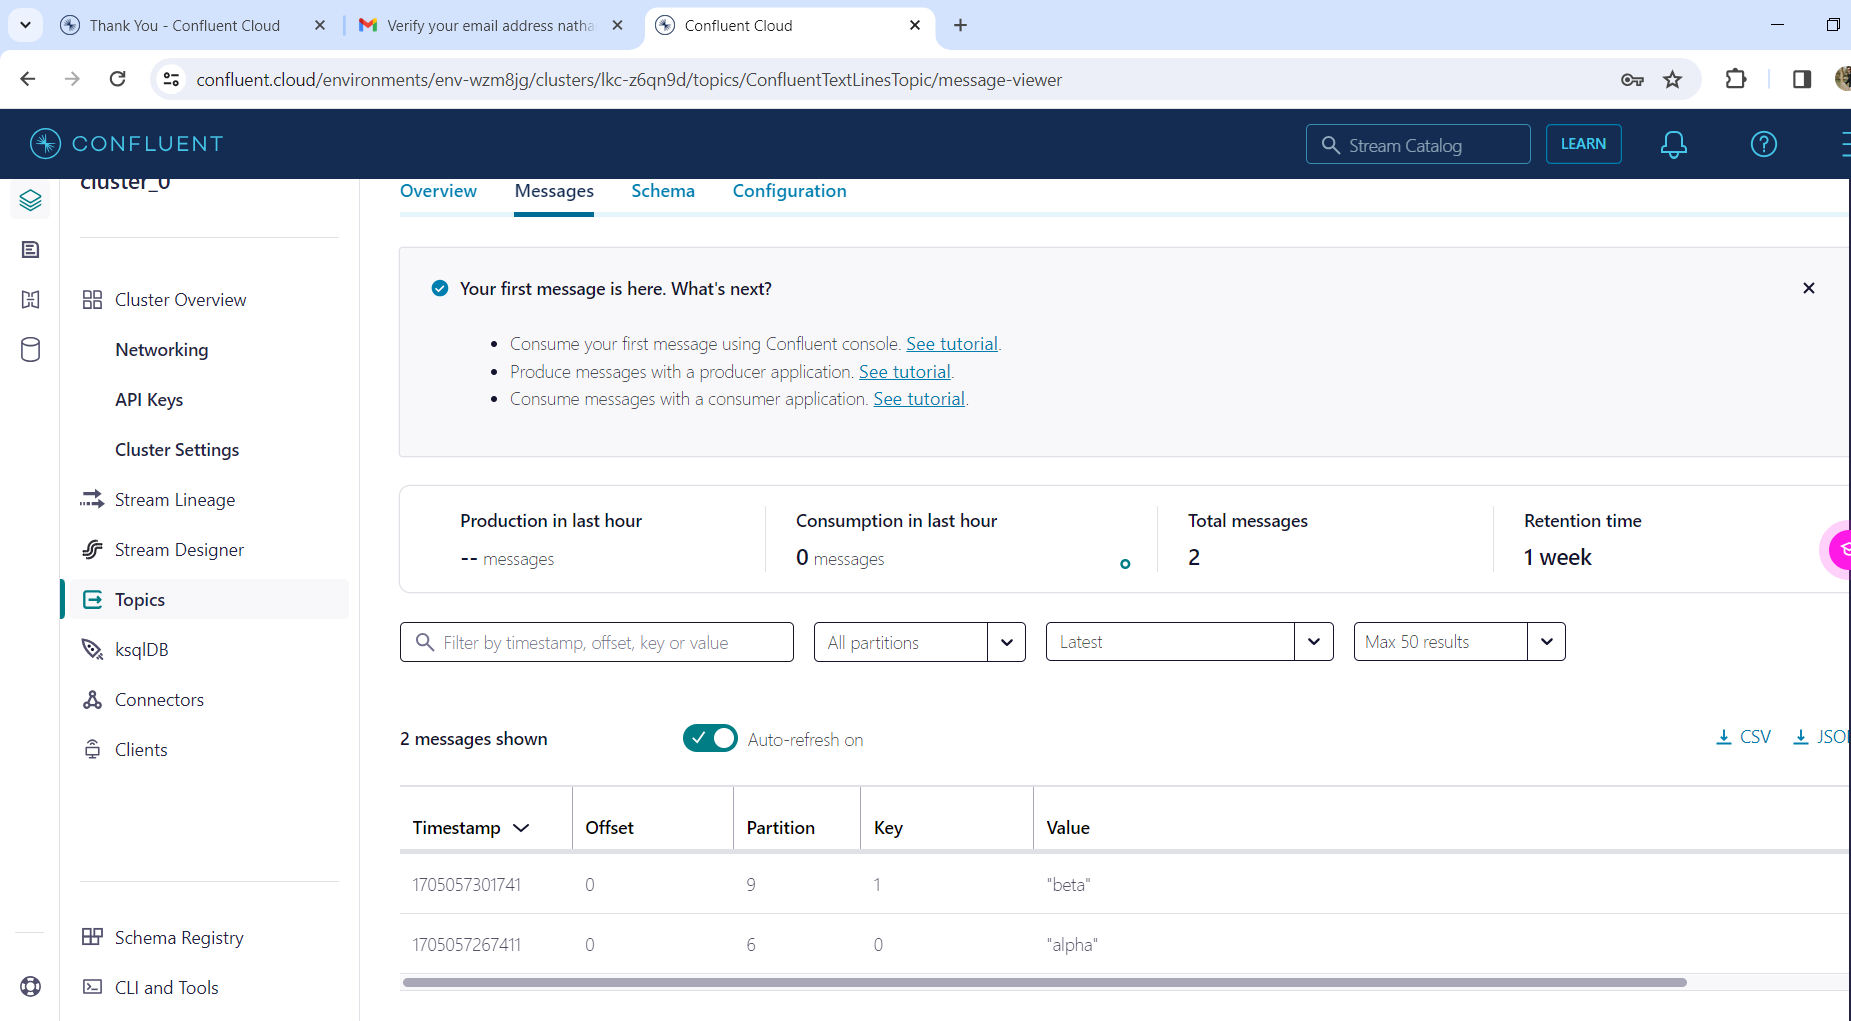 Thank You - Confluent Cloud
Verify your email address natha
Confluent Cloud
confluent.cloud/environments/env-wzm8jg/clusters/lkc-z6qn9d/topics/ConfluentTextLinesTopic/message-viewer
CONFLUENT
Stream Catalog
LEARN
cluster_0
Overview
Messages
Schema
Configuration
Your first message is here. What's next?
Consume your first message using Confluent console. See tutorial.
Produce messages with a producer application. See tutorial.
Consume messages with a consumer application. See tutorial.
Cluster Overview
Networking
API Keys
Cluster Settings
Stream Lineage
Stream Designer
Topics
ksqlDB
Connectors
Clients
Schema Registry
CLI and Tools
Production in last hour
-- messages
Consumption in last hour
0 messages
Total messages
2
Retention time
1 week
Filter by timestamp, offset, key or value
All partitions
Latest
Max 50 results
2 messages shown
Auto-refresh on
CSV
JSON
Timestamp Offset Partition Key Value
1705057301741 0 9 1 "beta"
1705057267411 0 6 0 "alpha"